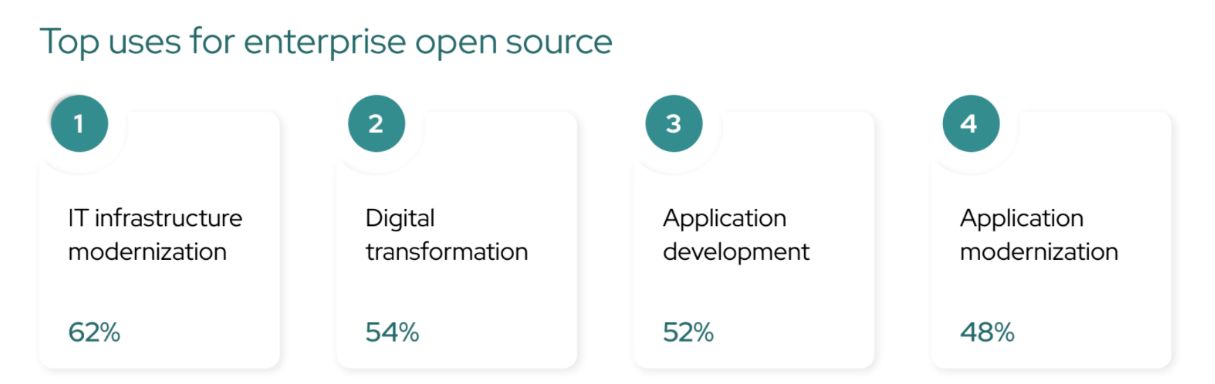 Top uses for enterprise open source
1
IT infrastructure
modernization
62%
2
Digital
transformation
54%
3
Application
development
52%
4
Application
modernization
48%